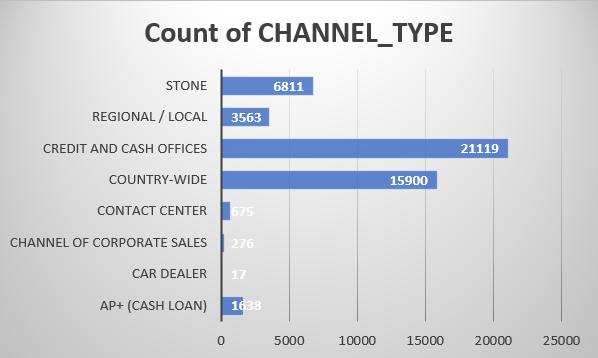 Count of CHANNEL_TYPE
STONE 6811
REGIONAL / LOCAL 3563
CREDIT AND CASH OFFICES 21119
COUNTRY-WIDE 15900
CONTACT CENTER 675
CHANNEL OF CORPORATE SALES 276
CAR DEALER 17
AP+ (CASH LOAN) 1638
0 5000 10000 15000 20000 25000